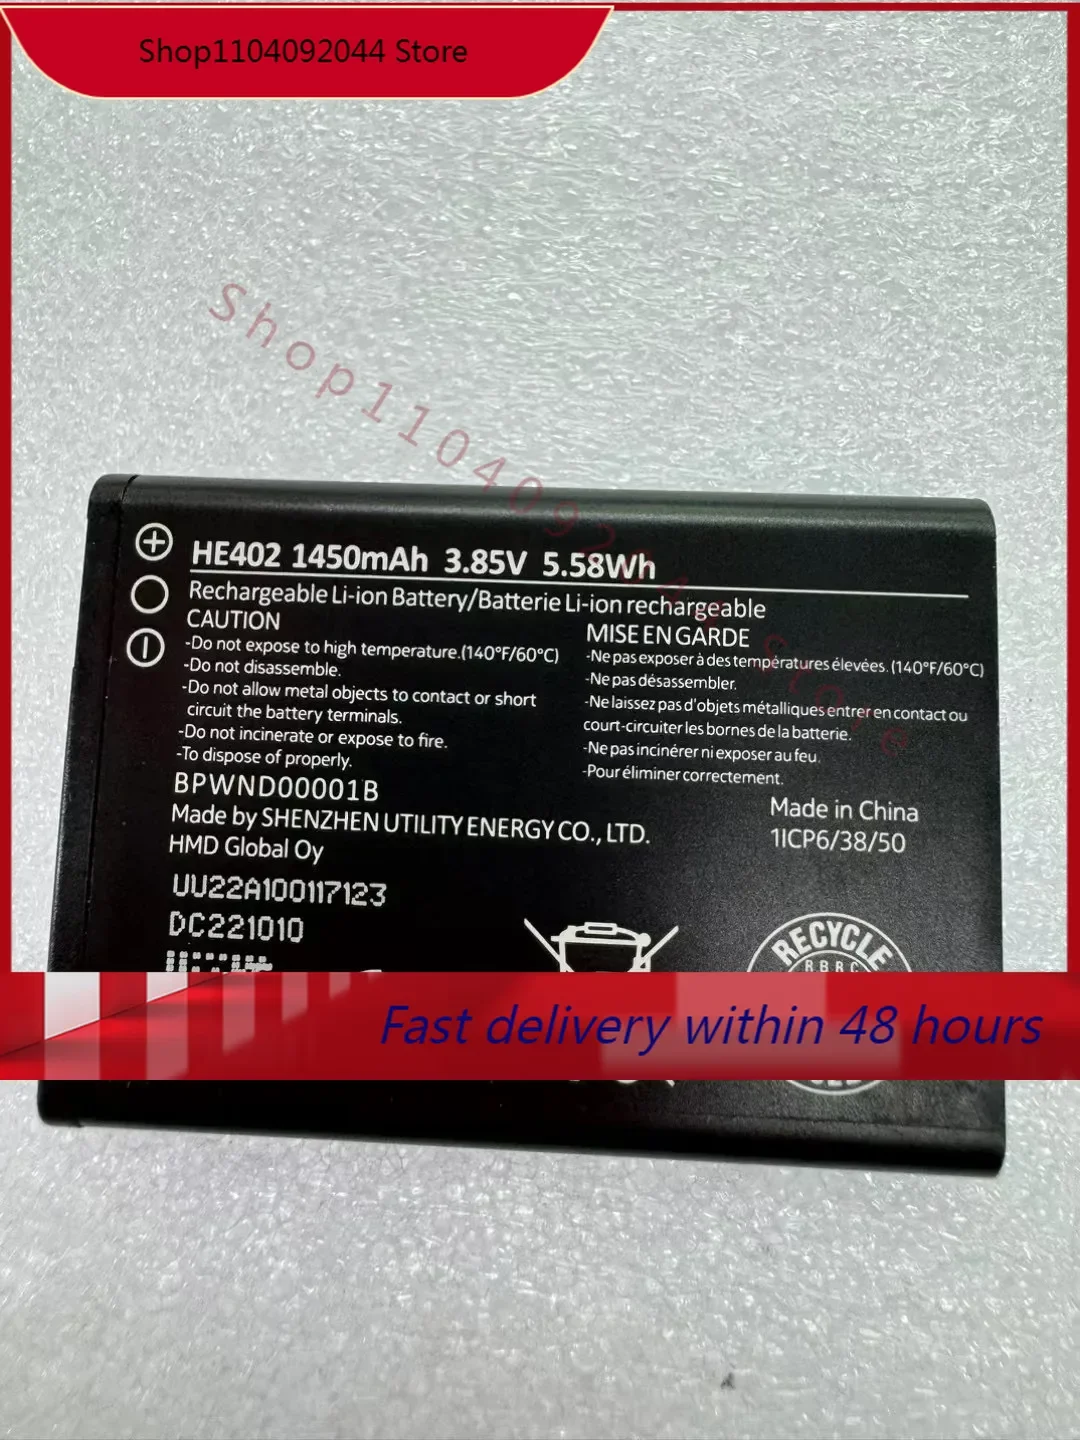 Shop1104092044 Store
Shop1104092044 Store
HE402 1450mAh 3.85V 5.58Wh
Rechargeable Li-ion Battery/Batterie Li-ion rechargeable
CAUTION
-Do not expose to high temperature.(140°F/60°C)
-Do not disassemble.
-Do not allow metal objects to contact or short
circuit the battery terminals.
-Do not incinerate or expose to fire.
-To dispose of properly.
MISE EN GARDE
-Ne pas exposer à des températures élevées. (140°F/60°C)
-Ne pas désassembler.
-Ne laissez pas d'objets métalliques entrer en contact ou
court-circuiter les bornes de la batterie.
-Ne pas incinérer ni exposer au feu.
-Pour éliminer correctement.
BPWND00001B
Made by SHENZHEN UTILITY ENERGY CO., LTD.
HMD Global Oy
Made in China
1ICP6/38/50
UU22A100117123
DC221010
RECYCLE
RBRC
Fast delivery within 48 hours